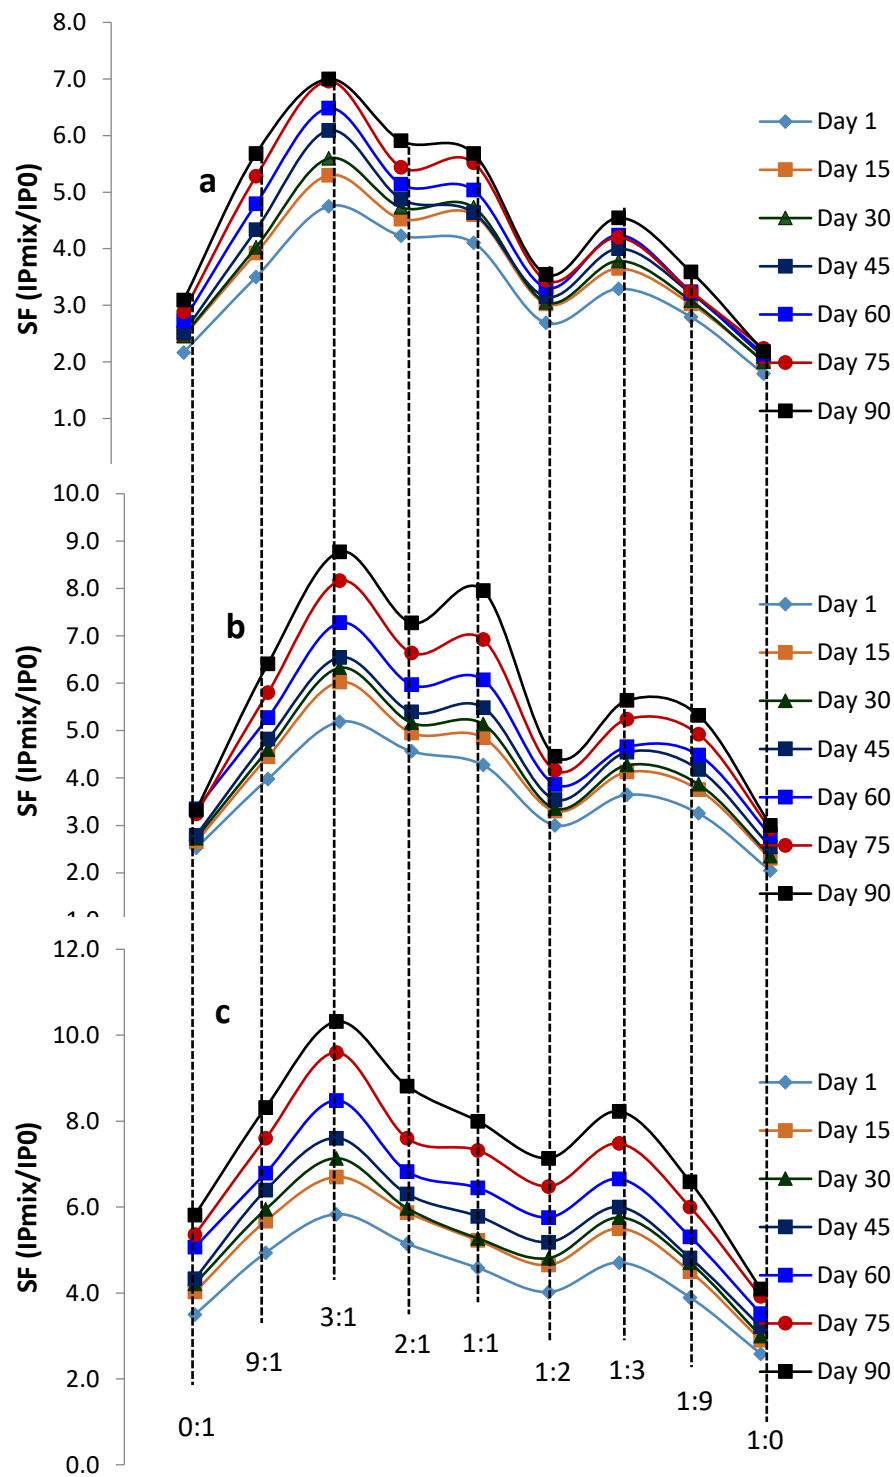 8.0
7.0
6.0
5.0
4.0
3.0
2.0
1.0
SF (IPmix/IP0)
a
Day 1
Day 15
Day 30
Day 45
Day 60
Day 75
Day 90
10.0
9.0
8.0
7.0
6.0
5.0
4.0
3.0
2.0
1.0
SF (IPmix/IP0)
b
Day 1
Day 15
Day 30
Day 45
Day 60
Day 75
Day 90
12.0
10.0
8.0
6.0
4.0
2.0
0.0
SF (IPmix/IP0)
c
Day 1
Day 15
Day 30
Day 45
Day 60
Day 75
Day 90
0:1
9:1
3:1
2:1
1:1
1:2
1:3
1:9
1:0